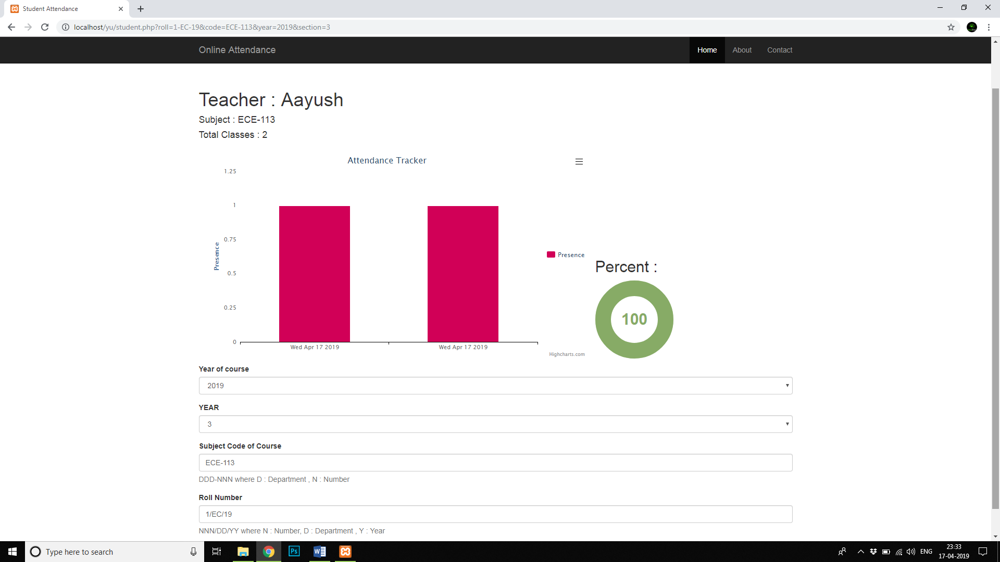 Student Attendance
localhost/yu/student.php?roll=1-EC-19&code=ECE-113&year=2019&section=3
Online Attendance
Home
About
Contact
Teacher : Aayush
Subject : ECE-113
Total Classes : 2
Attendance Tracker
1.25
1
0.75
0.5
0.25
0
Presence
Wed Apr 17 2019
Wed Apr 17 2019
Presence
Highcharts.com
Percent :
100
Year of course
2019
YEAR
3
Subject Code of Course
ECE-113
DDD-NNN where D : Department , N : Number
Roll Number
1/EC/19
NNN/DD/YY where N : Number, D : Department , Y : Year
Type here to search
Ps
W
ENG
23:33
17-04-2019